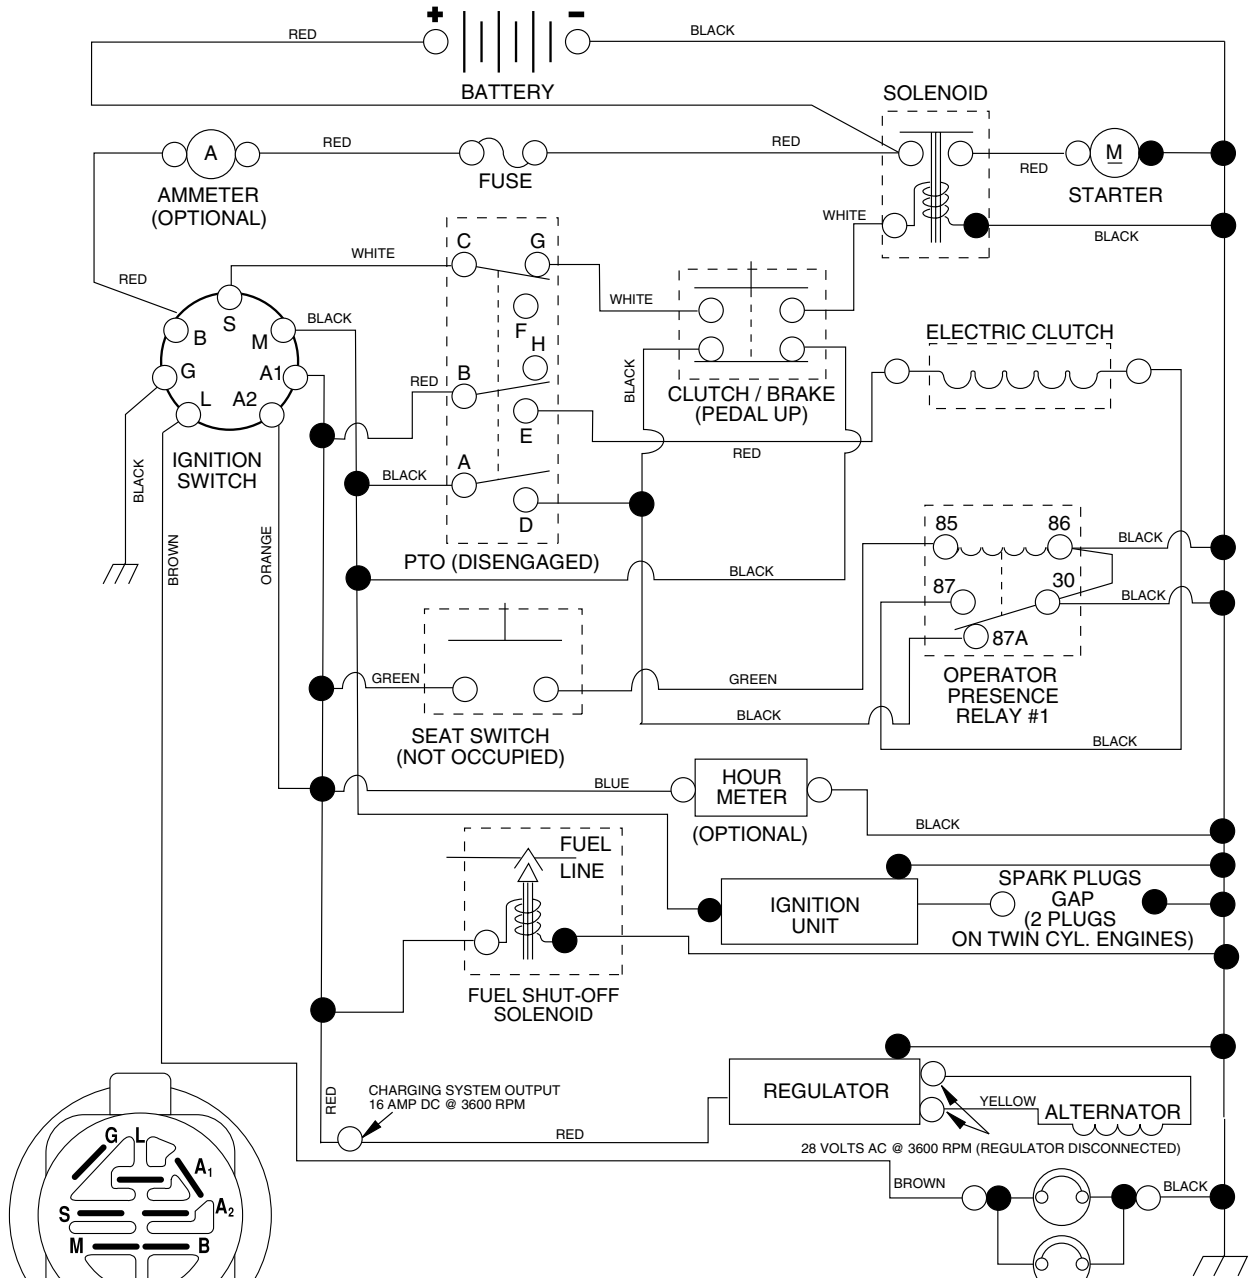 + -
RED
BLACK
BATTERY
SOLENOID
A
RED
RED
FUSE
RED
M
STARTER
AMMETER
(OPTIONAL)
WHITE
BLACK
C G
WHITE
RED
S
B
M
BLACK
WHITE
F
H
G
A1
L
A2
RED
B
E
BLACK
CLUTCH / BRAKE
(PEDAL UP)
ELECTRIC CLUTCH
RED
IGNITION
SWITCH
BLACK
A
BLACK
D
PTO (DISENGAGED)
BROWN
ORANGE
BLACK
85 86
BLACK
87
30
BLACK
87A
OPERATOR
PRESENCE
RELAY #1
GREEN
GREEN
SEAT SWITCH
(NOT OCCUPIED)
BLACK
BLACK
BLUE
HOUR
METER
(OPTIONAL)
BLACK
FUEL
LINE
IGNITION
UNIT
SPARK PLUGS
GAP
(2 PLUGS
ON TWIN CYL. ENGINES)
FUEL SHUT-OFF
SOLENOID
RED
CHARGING SYSTEM OUTPUT
16 AMP DC @ 3600 RPM
RED
REGULATOR
YELLOW
ALTERNATOR
28 VOLTS AC @ 3600 RPM (REGULATOR DISCONNECTED)
BROWN
BLACK
G L
A1
A2
S
M
B